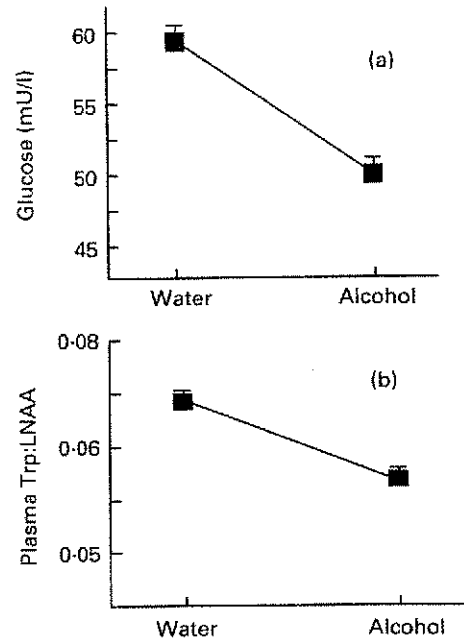 60
(a)
55
50
45
Glucose (mU/l)
Water Alcohol
0·08
(b)
0·06
0·05
Plasma Trp:LNAA
Water Alcohol